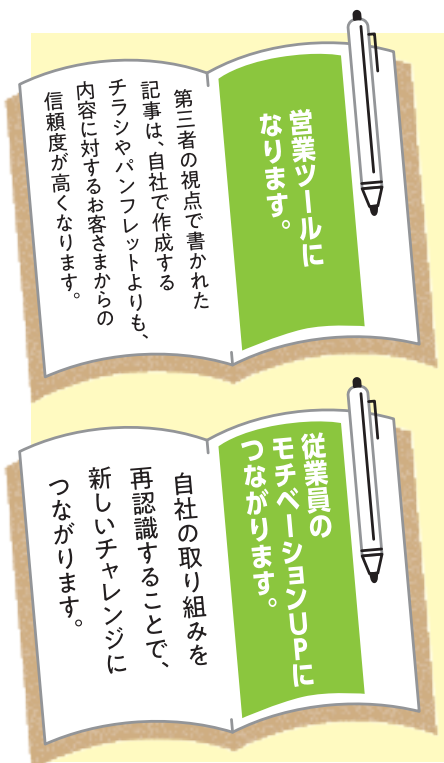 営業ツールに
なります。
第三者の視点で書かれた
記事は、自社で作成する
チラシやパンフレットよりも、
内容に対するお客さまからの
信頼度が高くなります。
従業員の
モチベーションUPに
つながります。
自社の取り組みを
再認識することで、
新しいチャレンジに
つながります。